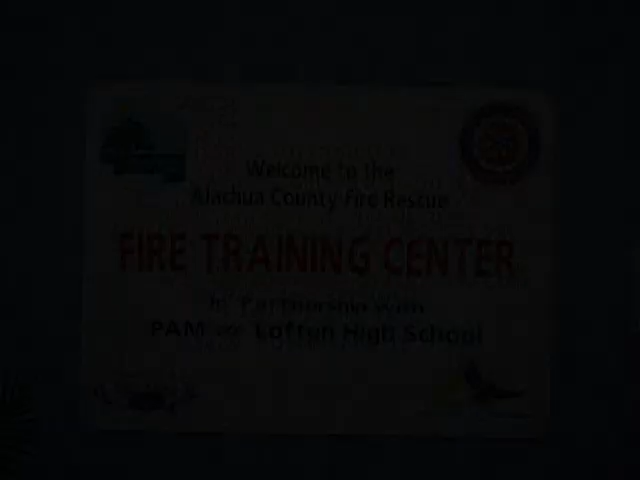 Welcome to the
Alachua County Fire Rescue
FIRE TRAINING CENTER
In Partnership With
PAM Loften High School